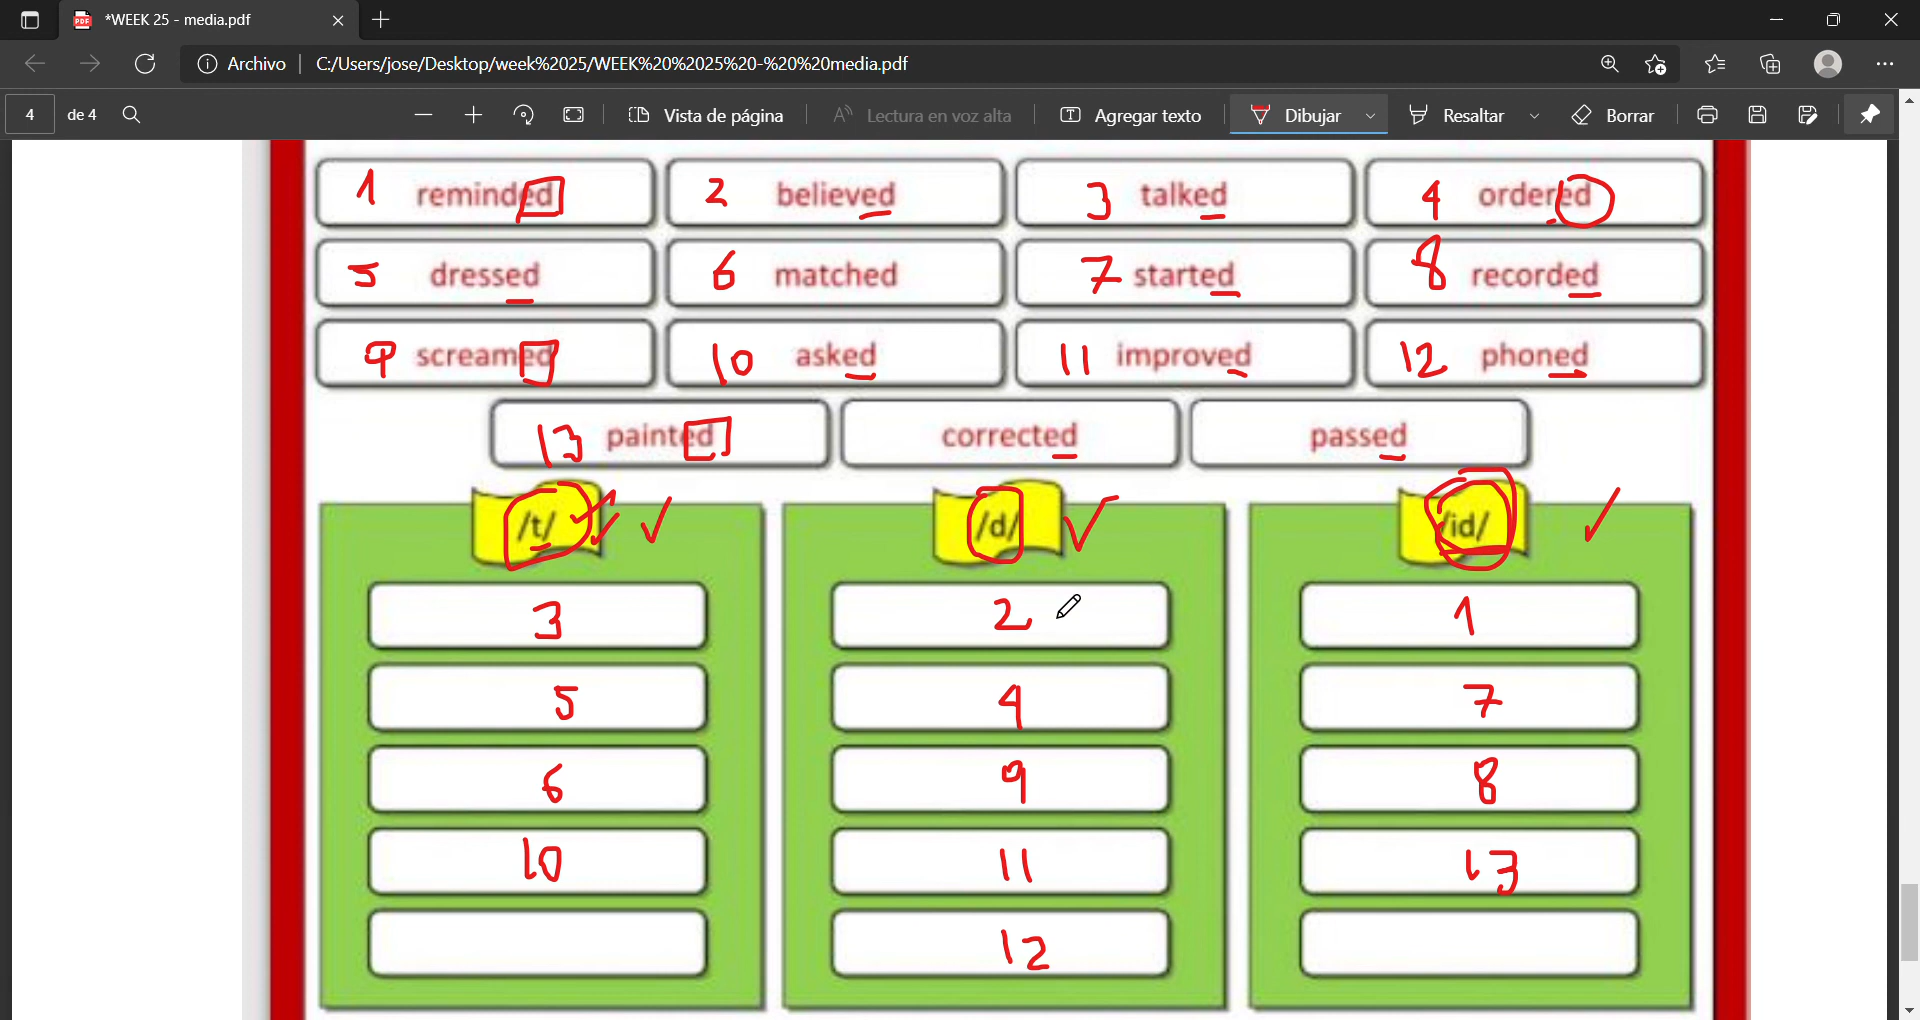 *WEEK 25 - media.pdf
Archivo | C:/Users/jose/Desktop/week%2025/WEEK%20%2025%20-%20%20media.pdf
4 de 4 Vista de página Lectura en voz alta Agregar texto Dibujar Resaltar Borrar
1 reminded 2 believed 3 talked 4 ordered
5 dressed 6 matched 7 started 8 recorded
9 screamed 10 asked 11 improved 12 phoned
13 painted corrected passed
/t/ /d/ /id/
3 2 1
5 4 7
6 9 8
10 11 13
12